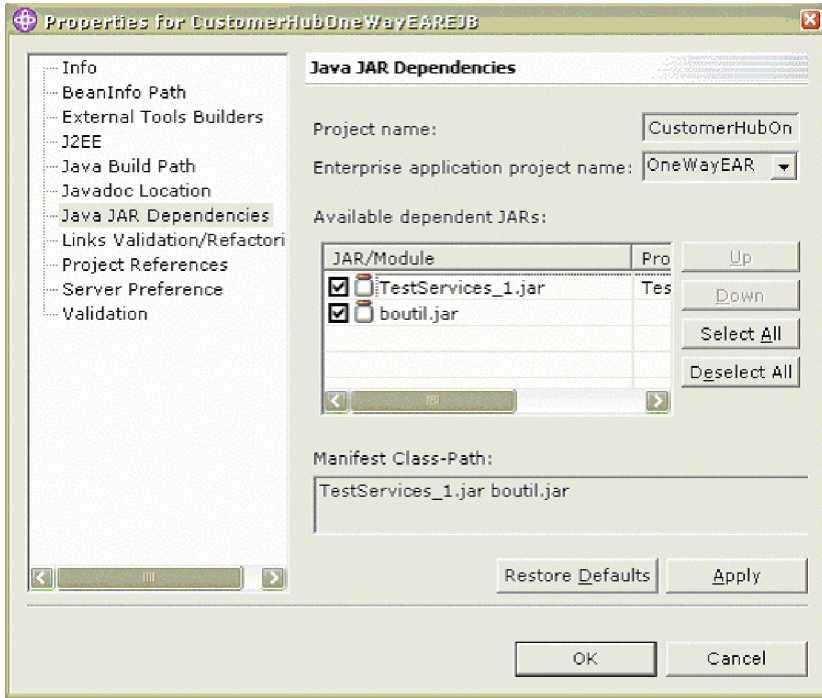 Properties for CustomerHubOneWayEAREJB
Info
BeanInfo Path
External Tools Builders
J2EE
Java Build Path
Javadoc Location
Java JAR Dependencies
Links Validation/Refactori
Project References
Server Preference
Validation
Java JAR Dependencies
Project name:
CustomerHubOn
Enterprise application project name:
OneWayEAR
Available dependent JARs:
JAR/Module
Pro
TestServices_1.jar
Tes
boutil.jar
Up
Down
Select All
Deselect All
Manifest Class-Path:
TestServices_1.jar boutil.jar
Restore Defaults
Apply
OK
Cancel